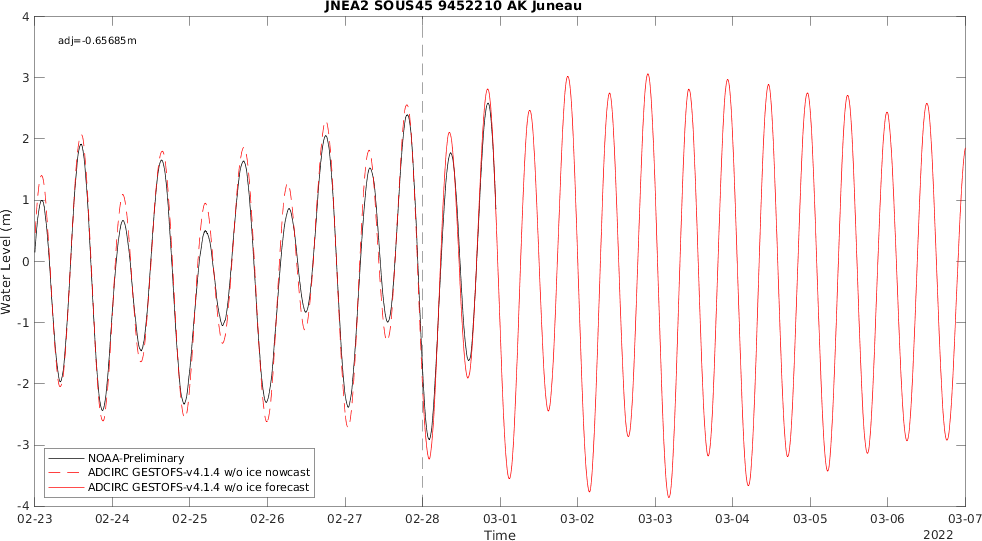 JNEA2 SOUS45 9452210 AK Juneau
adj=-0.65685m
4
3
2
1
0
-1
-2
-3
-4
Water Level (m)
NOAA-Preliminary
ADCIRC GESTOFS-v4.1.4 w/o ice nowcast
ADCIRC GESTOFS-v4.1.4 w/o ice forecast
02-23 02-24 02-25 02-26 02-27 02-28 03-01 03-02 03-03 03-04 03-05 03-06 03-07
Time
2022